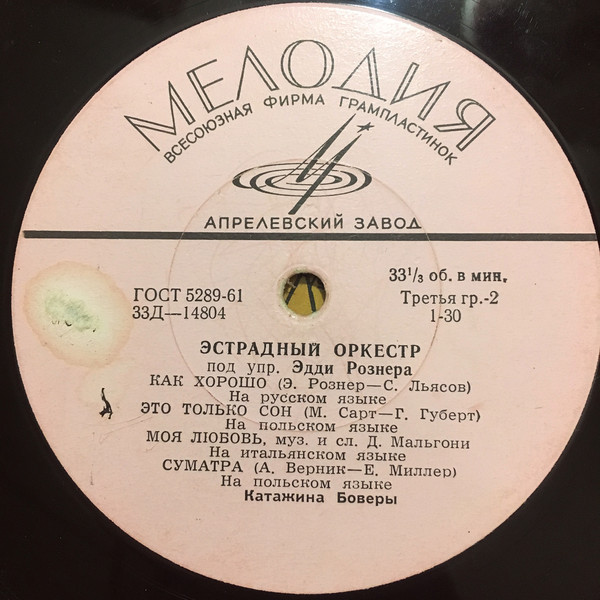 МЕЛОДИЯ
ВСЕСОЮЗНАЯ ФИРМА ГРАМПЛАСТИНОК
АПРЕЛЕВСКИЙ ЗАВОД
33⅓ об. в мин.
ГОСТ 5289-61
Третья гр.-2
33Д—14804
1-30
ЭСТРАДНЫЙ ОРКЕСТР
под упр. Эдди Рознера
КАК ХОРОШО (Э. Рознер—С. Льясов)
На русском языке
ЭТО ТОЛЬКО СОН (М. Сарт—Г. Губерт)
На польском языке
МОЯ ЛЮБОВЬ, муз. и сл. Д. Мальгони
На итальянском языке
СУМАТРА (А. Верник—Е. Миллер)
На польском языке
Катажина Боверы